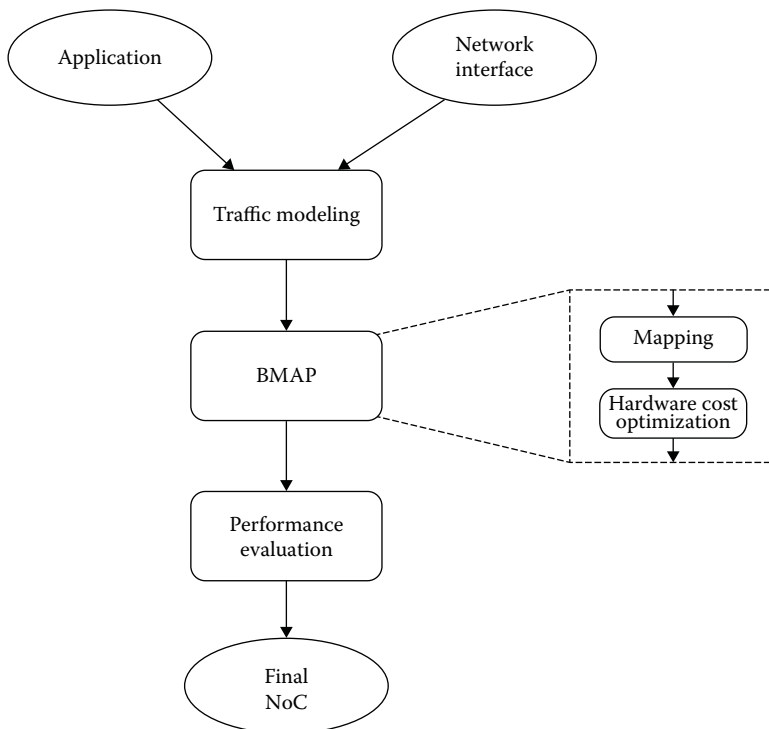 Application
Network
interface
Traffic modeling
BMAP
Mapping
Hardware cost
optimization
Performance
evaluation
Final
NoC